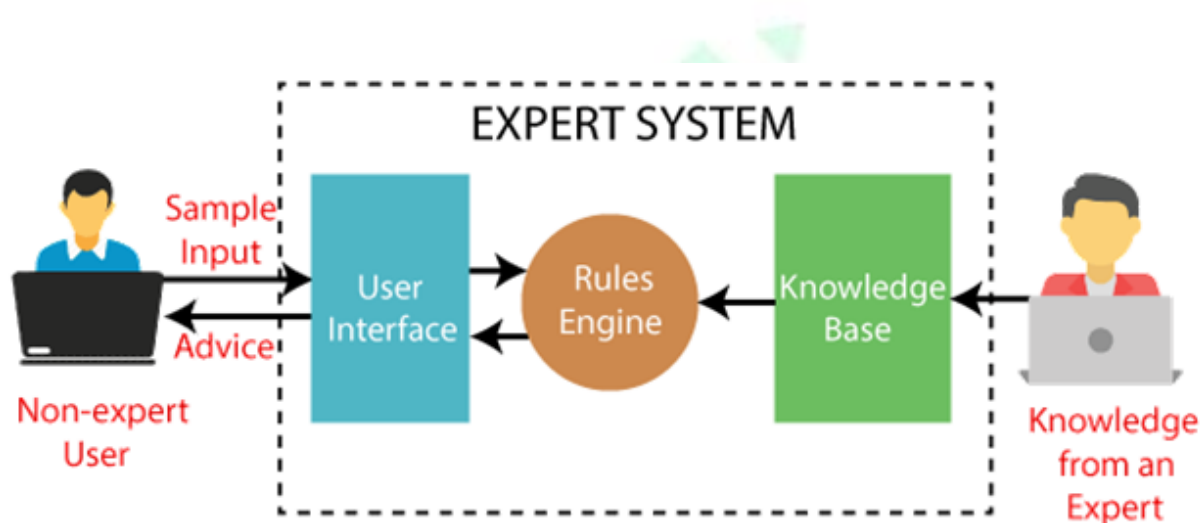 EXPERT SYSTEM
Sample
Input
Advice
Non-expert
User
User
Interface
Rules
Engine
Knowledge
Base
Knowledge
from an
Expert